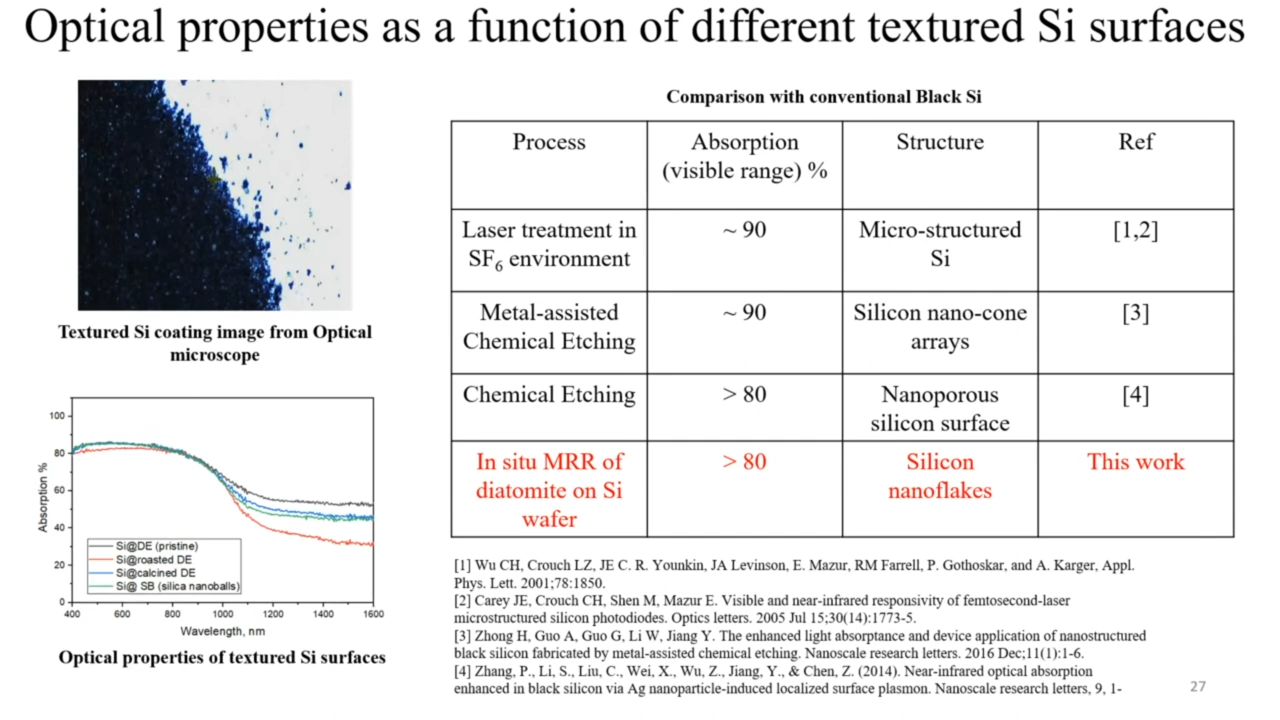 Optical properties as a function of different textured Si surfaces
Textured Si coating image from Optical
microscope
100
80
60
40
20
0
Absorption %
Si@DE (pristine)
Si@roasted DE
Si@calcined DE
Si@ SB (silica nanoballs)
400 600 800 1000 1200 1400 1600
Wavelength, nm
Optical properties of textured Si surfaces
Comparison with conventional Black Si
Process Absorption (visible range) % Structure Ref
Laser treatment in SF6 environment ~ 90 Micro-structured Si [1,2]
Metal-assisted Chemical Etching ~ 90 Silicon nano-cone arrays [3]
Chemical Etching > 80 Nanoporous silicon surface [4]
In situ MRR of diatomite on Si wafer > 80 Silicon nanoflakes This work
[1] Wu CH, Crouch LZ, JE C. R. Younkin, JA Levinson, E. Mazur, RM Farrell, P. Gothoskar, and A. Karger, Appl.
Phys. Lett. 2001;78:1850.
[2] Carey JE, Crouch CH, Shen M, Mazur E. Visible and near-infrared responsivity of femtosecond-laser
microstructured silicon photodiodes. Optics letters. 2005 Jul 15;30(14):1773-5.
[3] Zhong H, Guo A, Guo G, Li W, Jiang Y. The enhanced light absorptance and device application of nanostructured
black silicon fabricated by metal-assisted chemical etching. Nanoscale research letters. 2016 Dec;11(1):1-6.
[4] Zhang, P., Li, S., Liu, C., Wei, X., Wu, Z., Jiang, Y., & Chen, Z. (2014). Near-infrared optical absorption
enhanced in black silicon via Ag nanoparticle-induced localized surface plasmon. Nanoscale research letters, 9, 1-
27